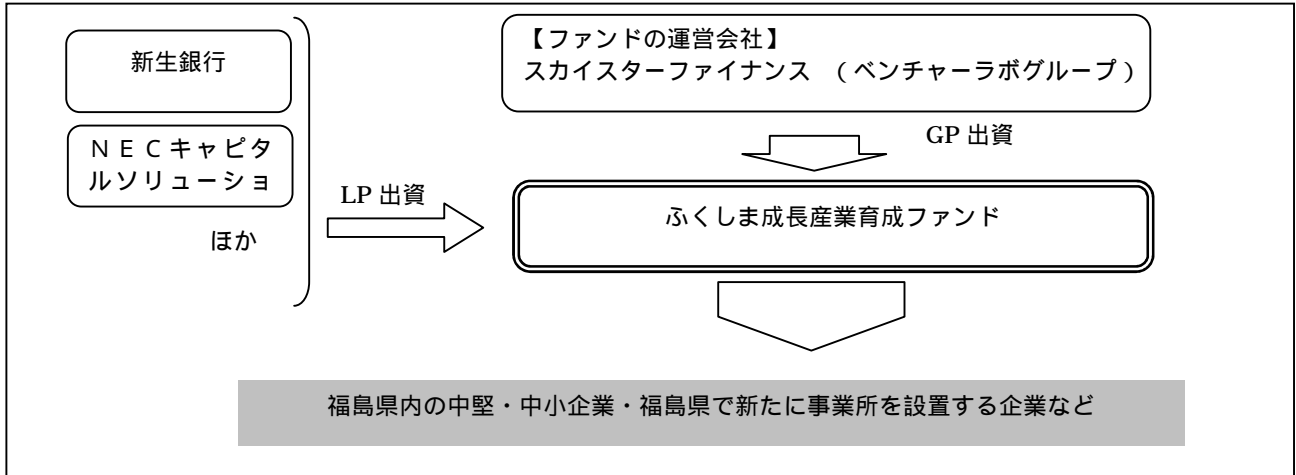 新生銀行
ＮＥＣキャピタ
ルソリューショ
ほか
LP 出資
【ファンドの運営会社】
スカイスターファイナンス （ベンチャーラボグループ）
GP 出資
ふくしま成長産業育成ファンド
福島県内の中堅・中小企業・福島県で新たに事業所を設置する企業など